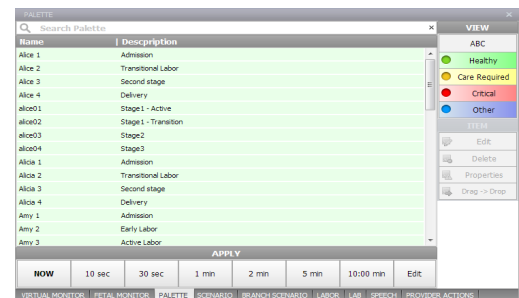 PALETTE ×
Search Palette × VIEW
Name | Descpription ABC
Alice 1 Admission
Alice 2 Transitional Labor Healthy
Alice 3 Second stage Care Required
Alice 4 Delivery Critical
alice01 Stage1 - Active Other
alice02 Stage1 - Transition ITEM
alice03 Stage2 Edit
alice04 Stage3 Delete
Alicia 1 Admission Properties
Alicia 2 Transitional Labor Drag -> Drop
Alicia 3 Second stage
Alicia 4 Delivery
Amy 1 Admission
Amy 2 Early Labor
Amy 3 Active Labor
APPLY
NOW 10 sec 30 sec 1 min 2 min 5 min 10:00 min Edit
VIRTUAL MONITOR FETAL MONITOR PALETTE SCENARIO BRANCH SCENARIO LABOR LAB SPEECH PROVIDER ACTIONS